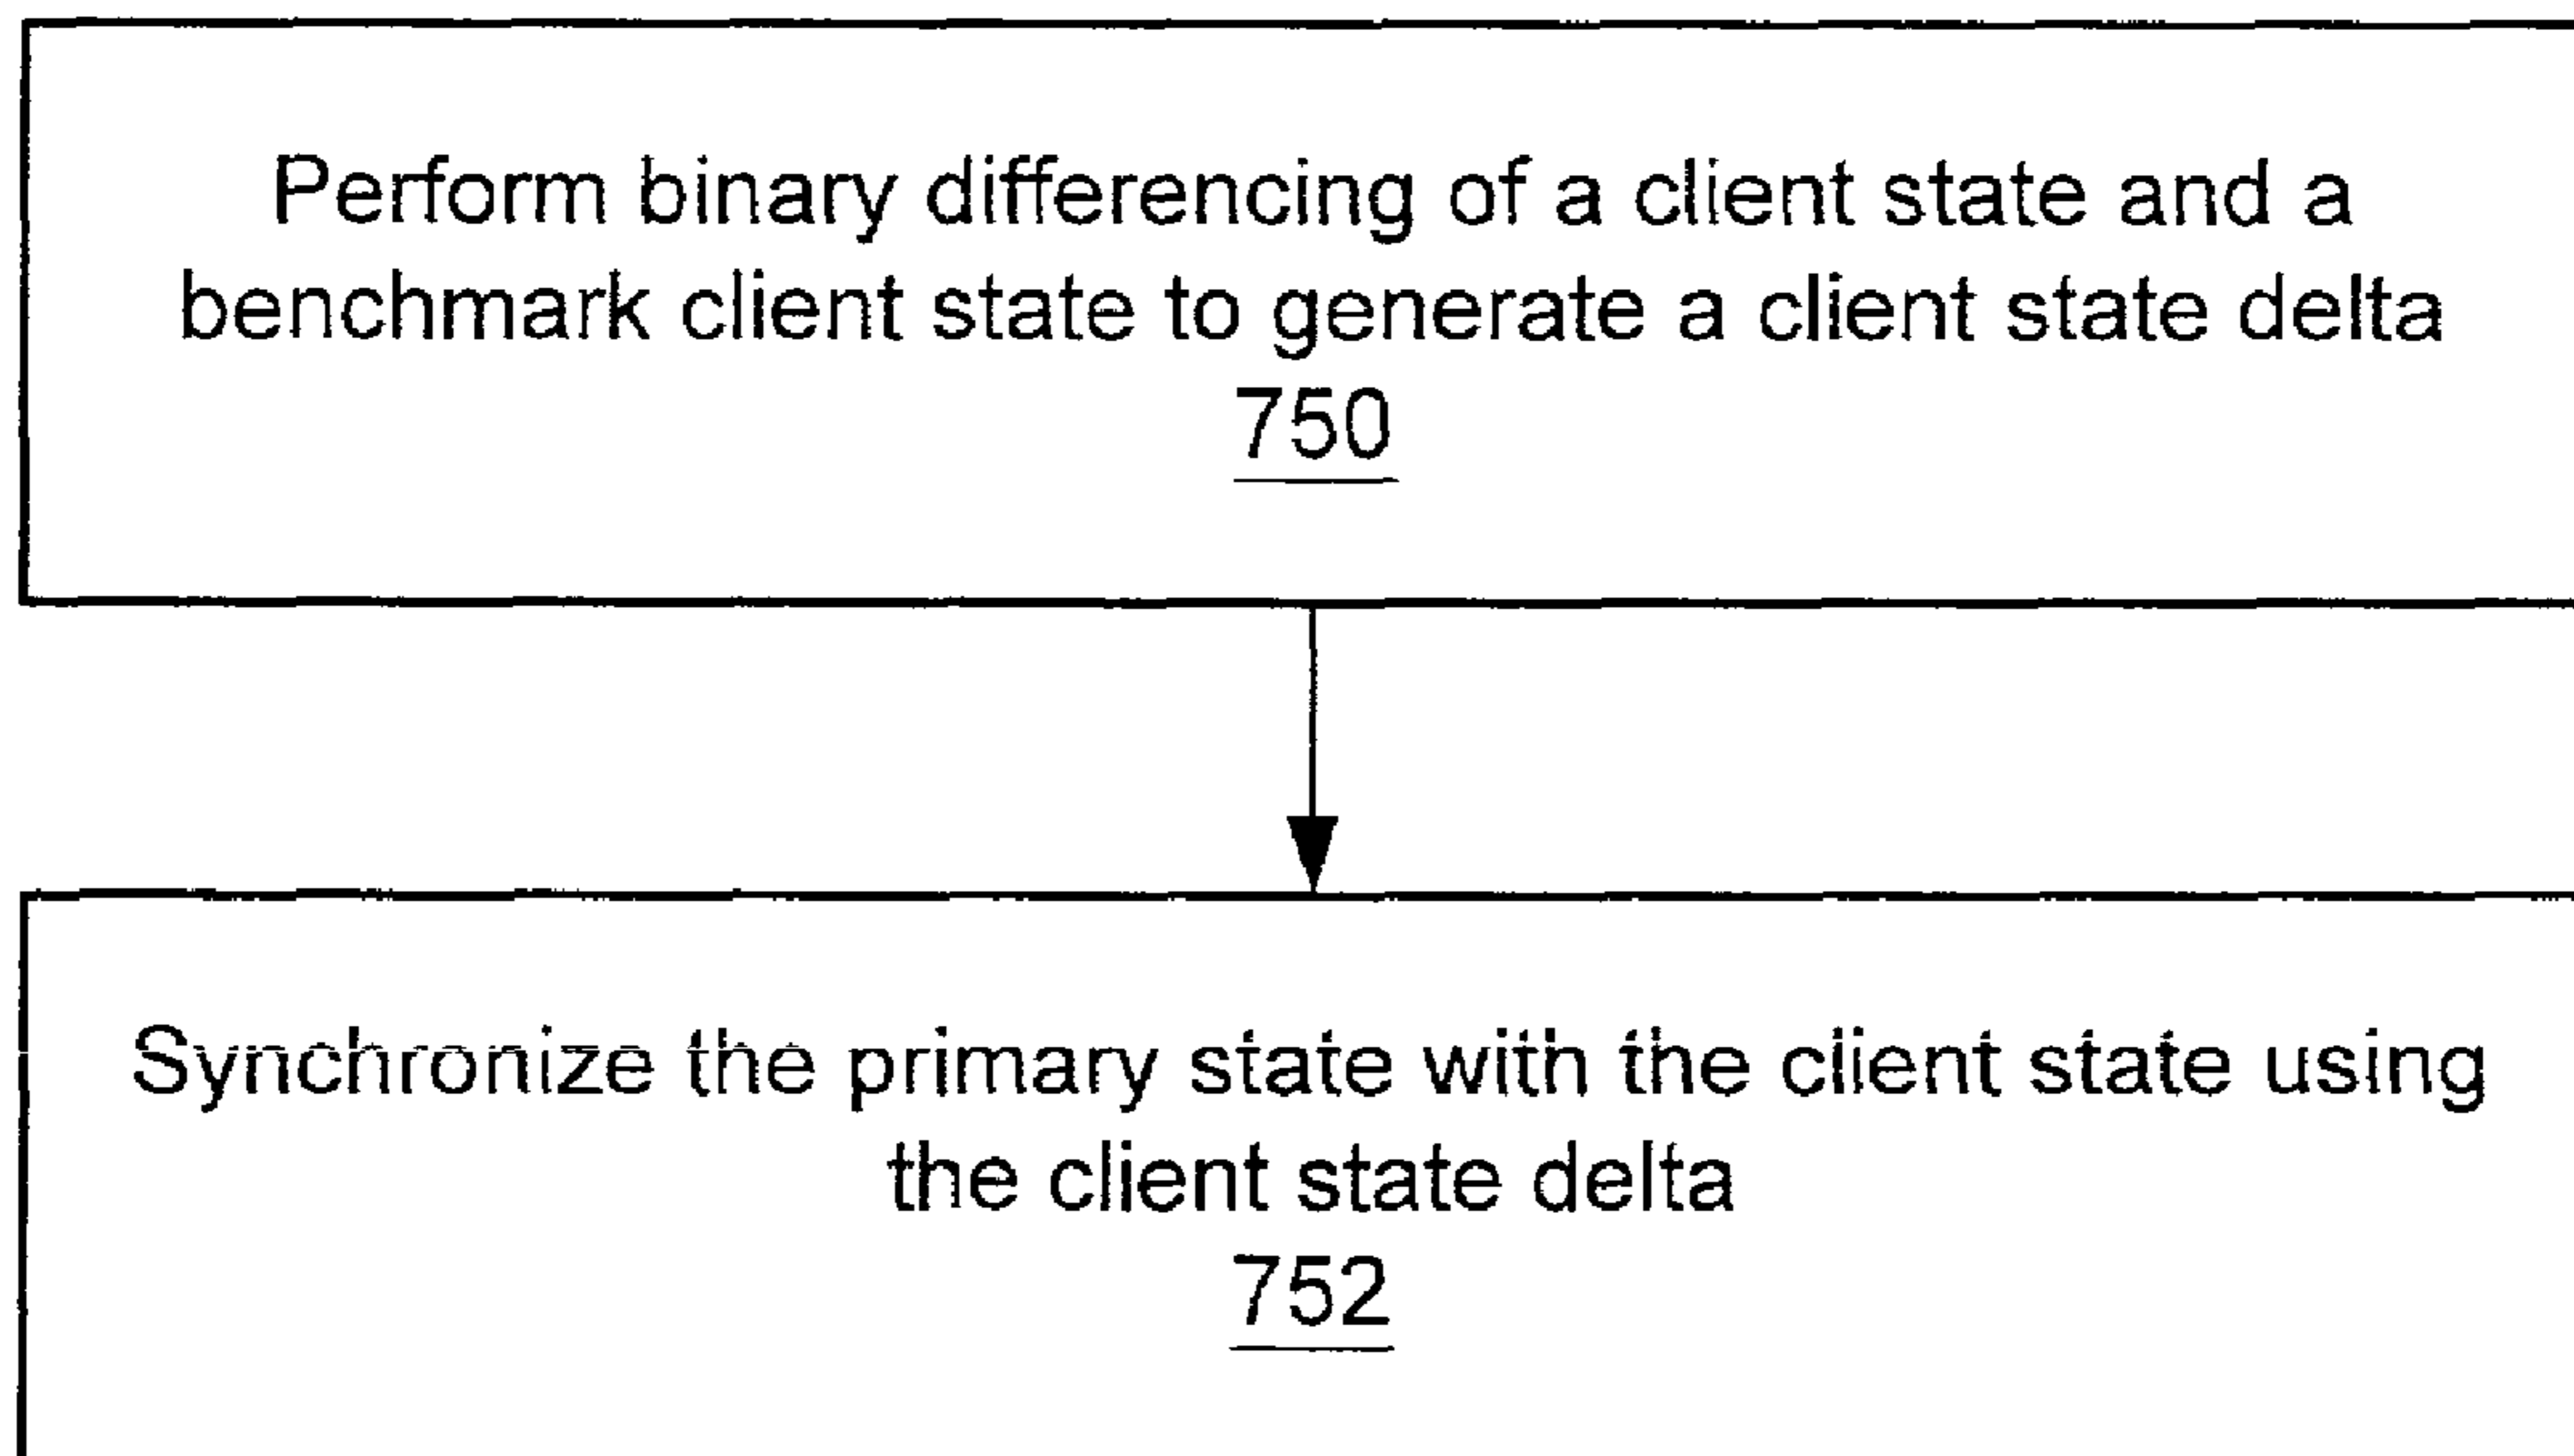 Perform binary differencing of a client state and a
benchmark client state to generate a client state delta
750
Synchronize the primary state with the client state using
the client state delta
752